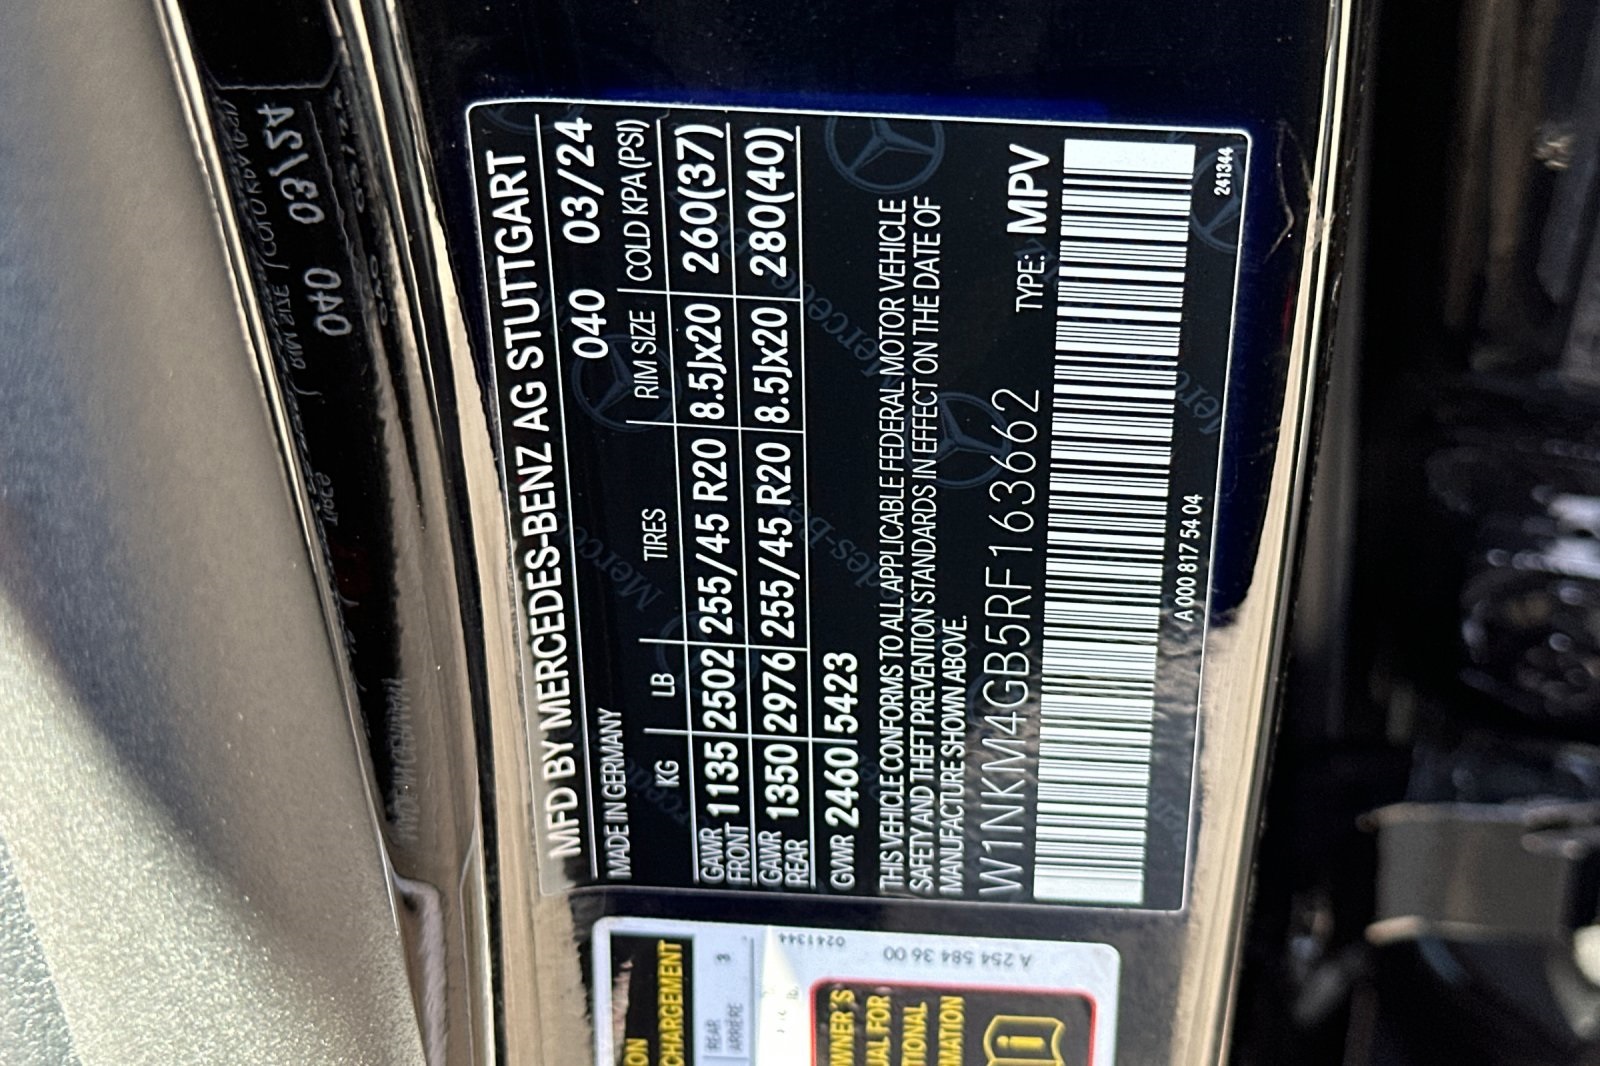 MFD BY MERCEDES-BENZ AG STUTTGART
MADE IN GERMANY 040 03/24
KG LB TIRES RIM SIZE COLD KPA(PSI)
GAWR FRONT 1135 2502 255/45 R20 8.5Jx20 260(37)
GAWR REAR 1350 2976 255/45 R20 8.5Jx20 280(40)
GVWR 2460 5423
THIS VEHICLE CONFORMS TO ALL APPLICABLE FEDERAL MOTOR VEHICLE
SAFETY AND THEFT PREVENTION STANDARDS IN EFFECT ON THE DATE OF
MANUFACTURE SHOWN ABOVE.
W1NKM4GB5RF163662 TYPE: MPV
A 000 817 54 04
241344
CHARGEMENT
REAR
ARRIÈRE
3
0241344
A 254 584 36 00